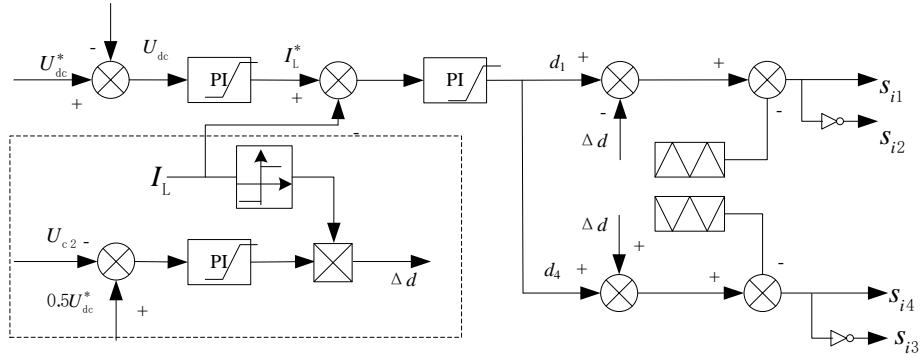 -
U*dc
+
Udc
PI
I*L
+
-
PI
d1
+
-
Δd
+
-
si1
si2
IL
Uc2
-
0.5U*dc
+
PI
Δd
Δd
+
d4
+
+
-
si4
si3